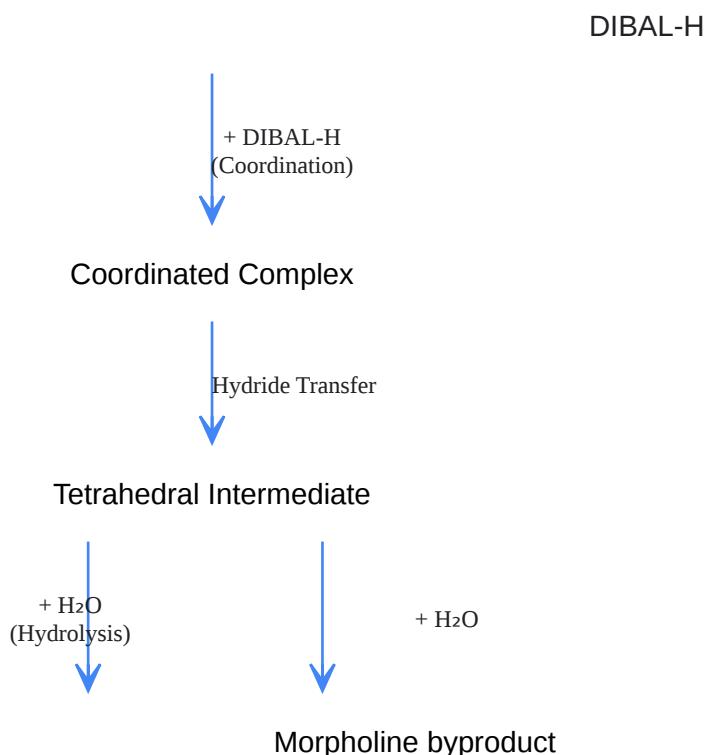 DIBAL-H
+ DIBAL-H
(Coordination)
Coordinated Complex
Hydride Transfer
Tetrahedral Intermediate
+ H₂O
(Hydrolysis)
+ H₂O
Morpholine byproduct